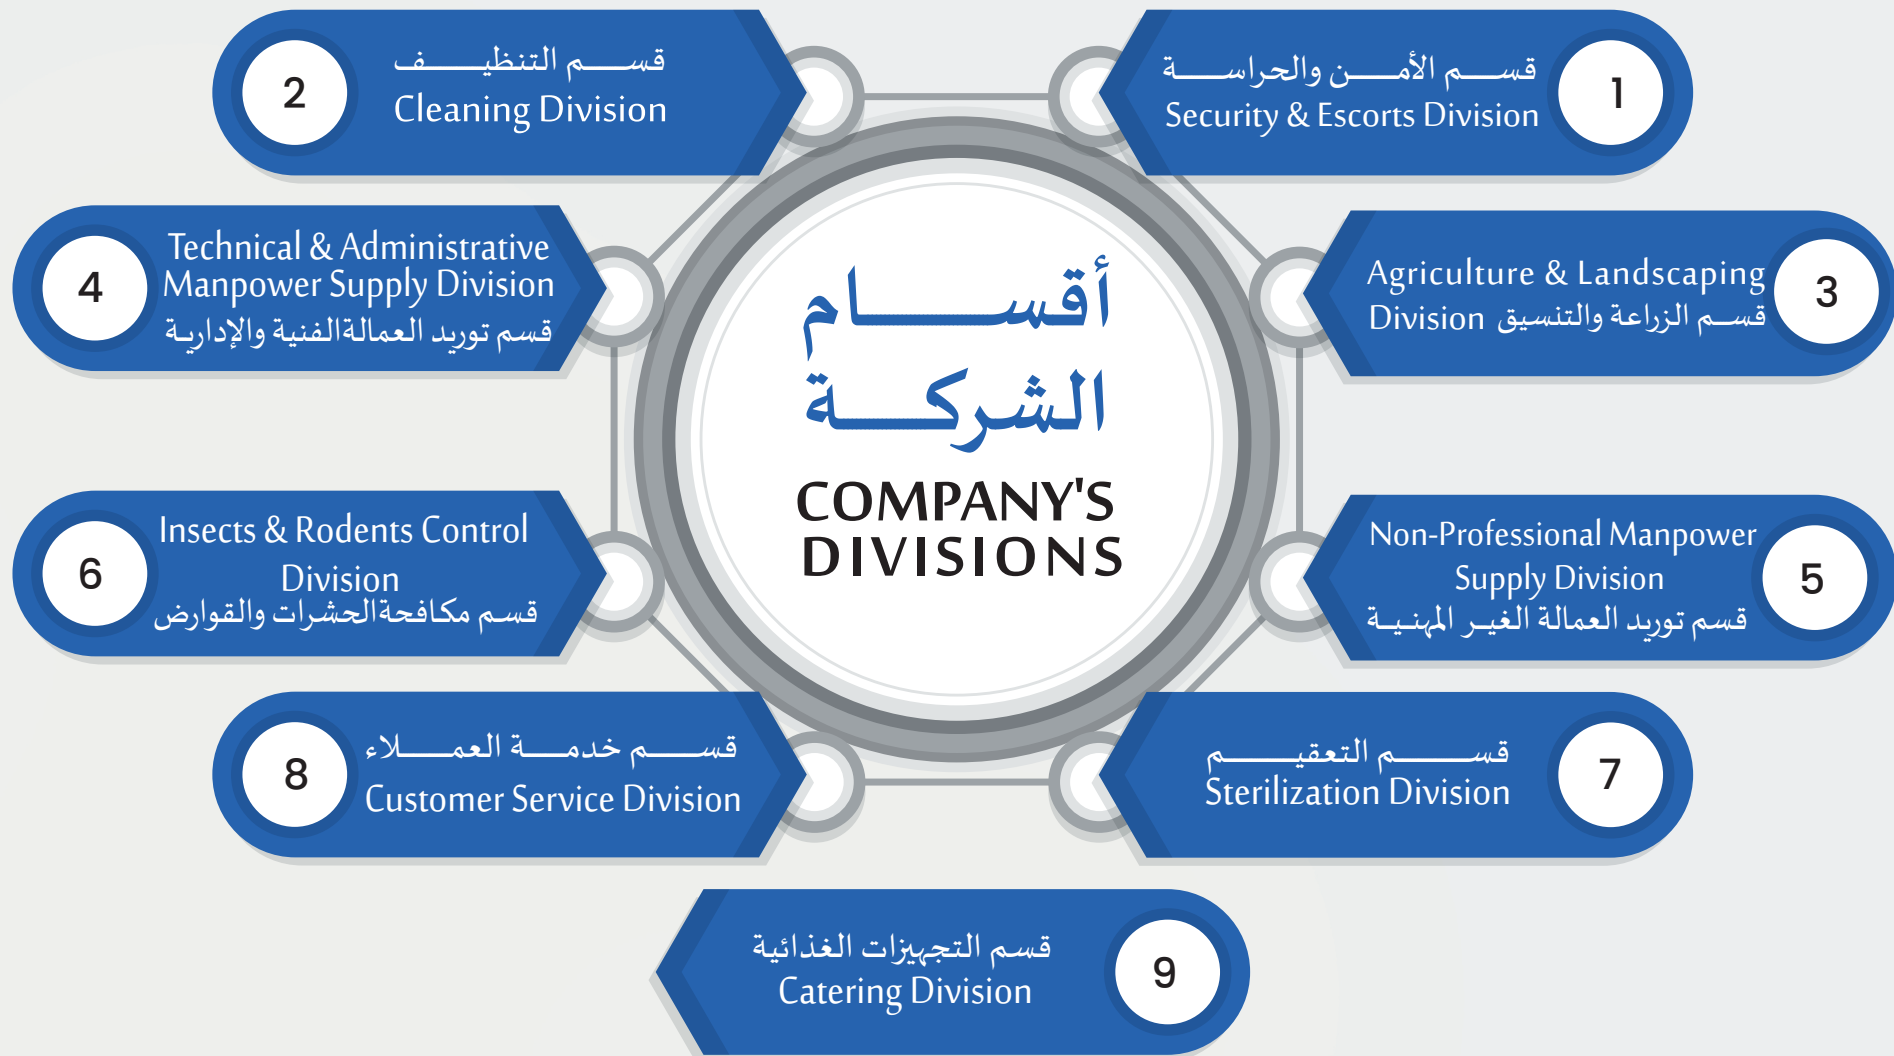 أقسام
الشركة
COMPANY'S
DIVISIONS
1
قسم الأمن والحراسة
Security & Escorts Division
2
قسم التنظيف
Cleaning Division
3
Agriculture & Landscaping
Division قسم الزراعة والتنسيق
4
Technical & Administrative
Manpower Supply Division
قسم توريد العمالة الفنية والإدارية
5
Non-Professional Manpower
Supply Division
قسم توريد العمالة الغير المهنية
6
Insects & Rodents Control
Division
قسم مكافحة الحشرات والقوارض
7
قسم التعقيم
Sterilization Division
8
قسم خدمة العملاء
Customer Service Division
9
قسم التجهيزات الغذائية
Catering Division